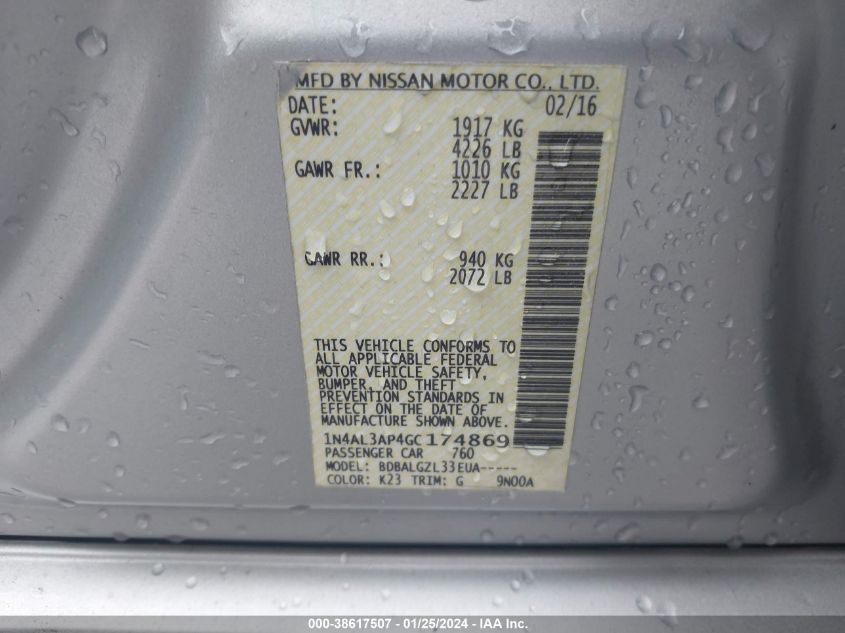 MFD BY NISSAN MOTOR CO., LTD.
DATE: 02/16
GVWR: 1917 KG
4226 LB
GAWR FR.: 1010 KG
2227 LB
GAWR RR.: 940 KG
2072 LB
THIS VEHICLE CONFORMS TO
ALL APPLICABLE FEDERAL
MOTOR VEHICLE SAFETY,
BUMPER, AND THEFT
PREVENTION STANDARDS IN
EFFECT ON THE DATE OF
MANUFACTURE SHOWN ABOVE.
1N4AL3AP4GC174869
PASSENGER CAR 760
MODEL: BDBALGZL33EUA-----
COLOR: K23 TRIM: G 9N00A
000-38617507 - 01/25/2024 - IAA Inc.